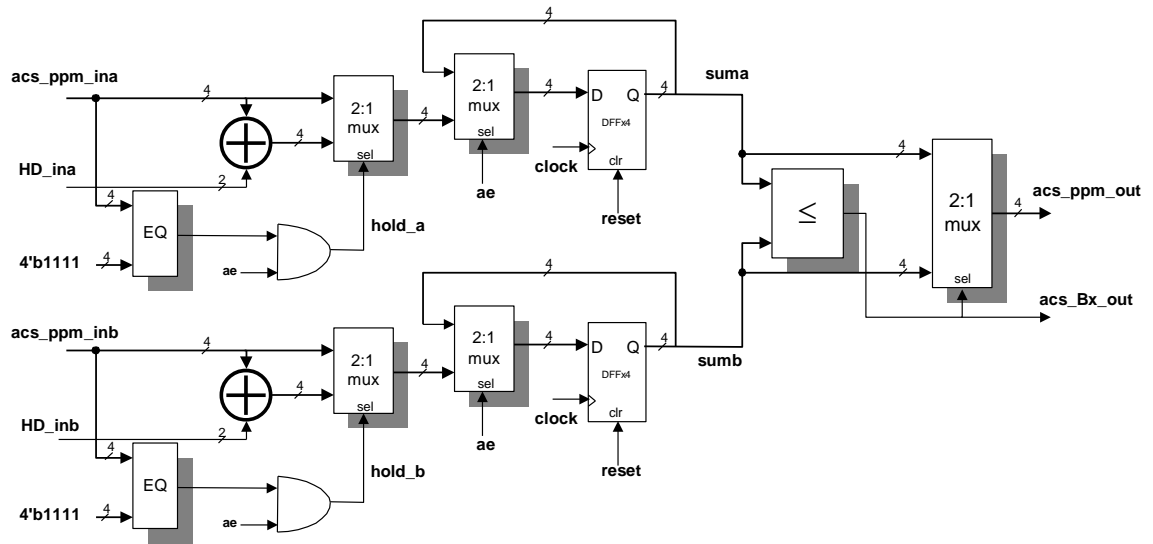 4
acs_ppm_ina
4
2:1
mux
sel
4
2:1
mux
sel
4
D Q
DFFx4
clr
4
suma
4
HD_ina
2
ae
clock
reset
4
EQ
hold_a
4'b1111
4
ae
≤
4
2:1
mux
sel
4
acs_ppm_out
4
acs_Bx_out
4
acs_ppm_inb
4
2:1
mux
sel
4
2:1
mux
sel
4
D Q
DFFx4
clr
4
sumb
4
HD_inb
2
ae
clock
reset
4
EQ
hold_b
4'b1111
4
ae